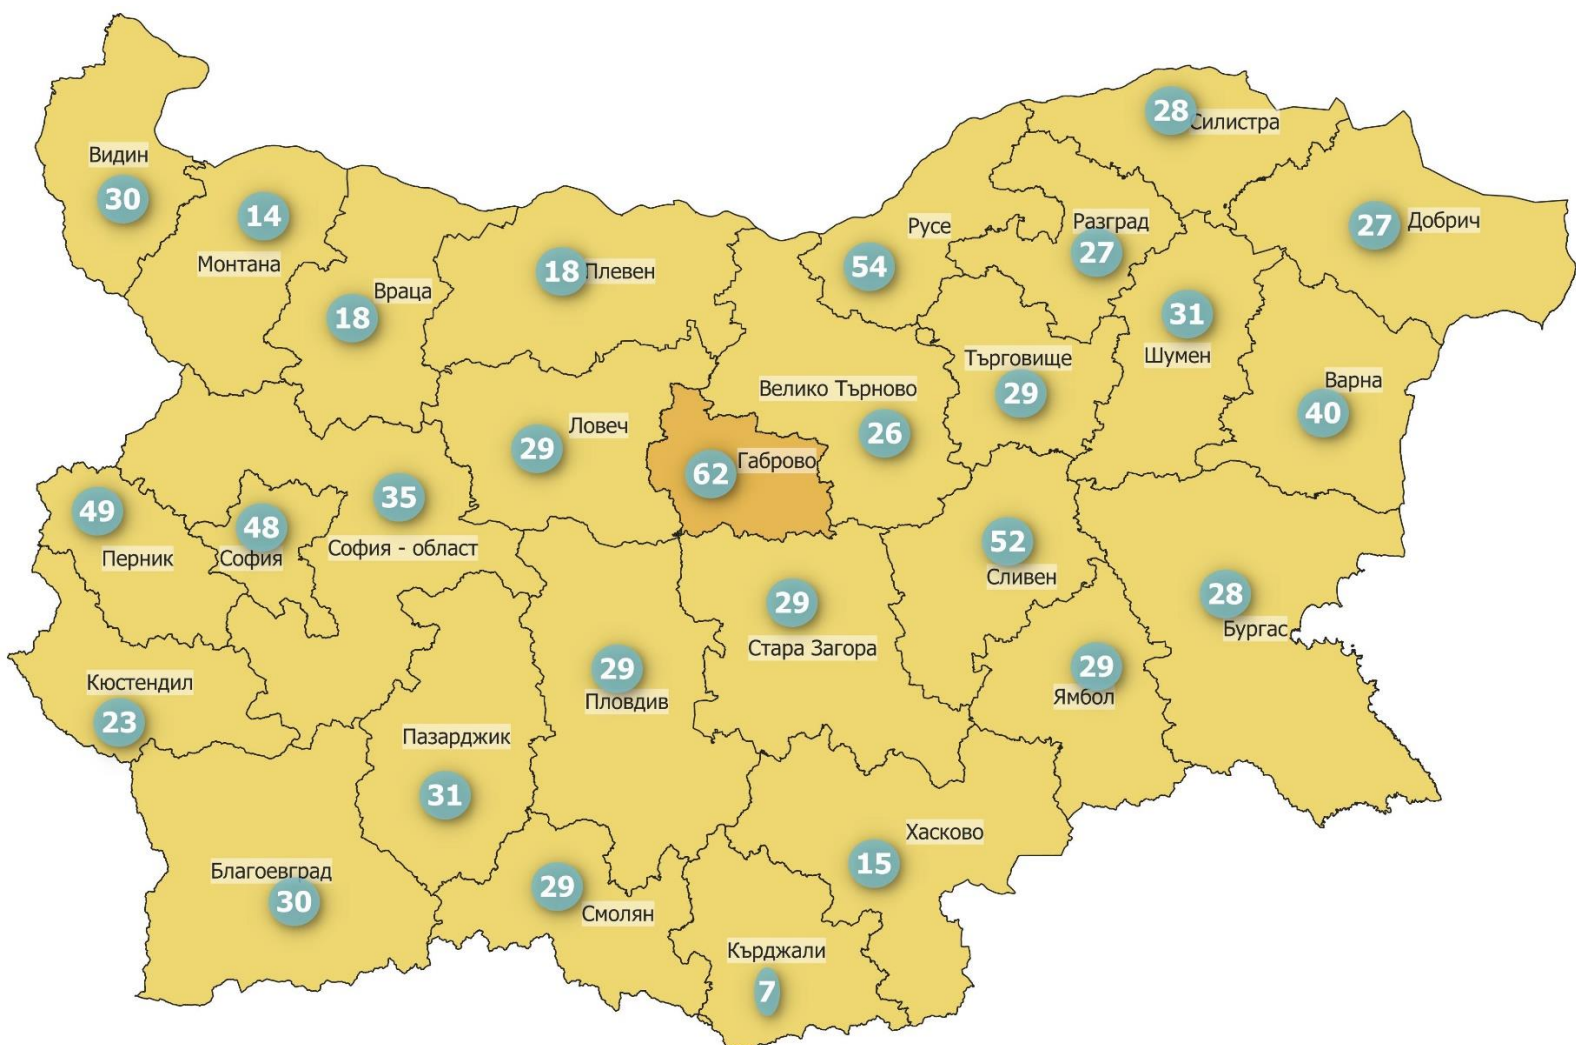 28
Силистра
Видин
30
14
Монтана
Русе
54
Разград
27
27
Добрич
18
Плевен
Враца
18
31
Шумен
Търговище
29
Варна
40
Велико Търново
26
Ловеч
29
Габрово
62
35
София - област
49
Перник
48
София
52
Сливен
28
Бургас
29
Стара Загора
29
Пловдив
29
Ямбол
Кюстендил
23
Пазарджик
31
Хасково
15
Благоевград
30
29
Смолян
Кърджали
7